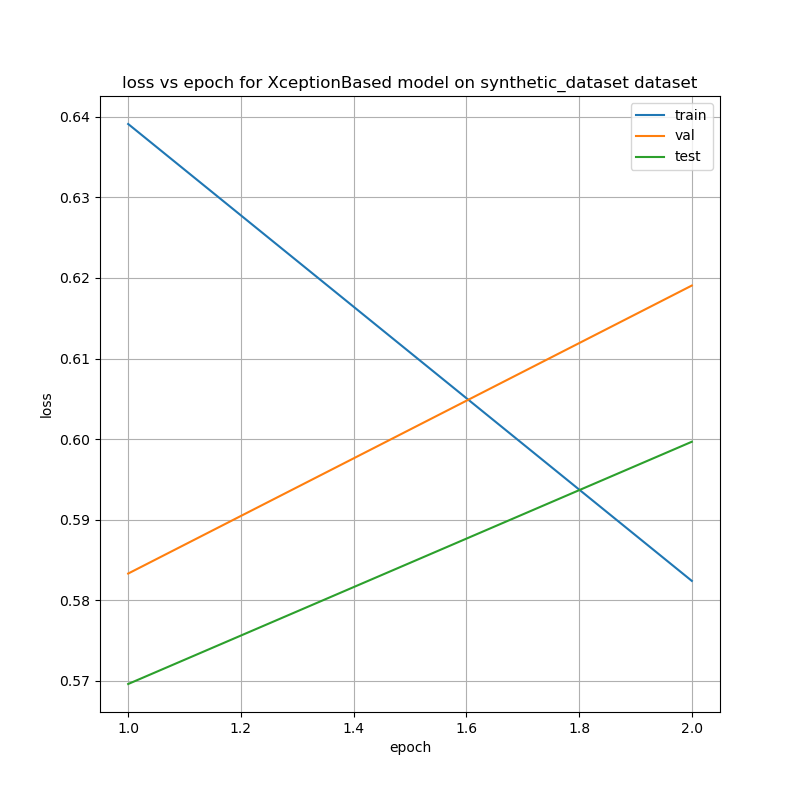 loss vs epoch for XceptionBased model on synthetic_dataset dataset
train
val
test
0.64
0.63
0.62
0.61
0.60
0.59
0.58
0.57
loss
1.0 1.2 1.4 1.6 1.8 2.0
epoch